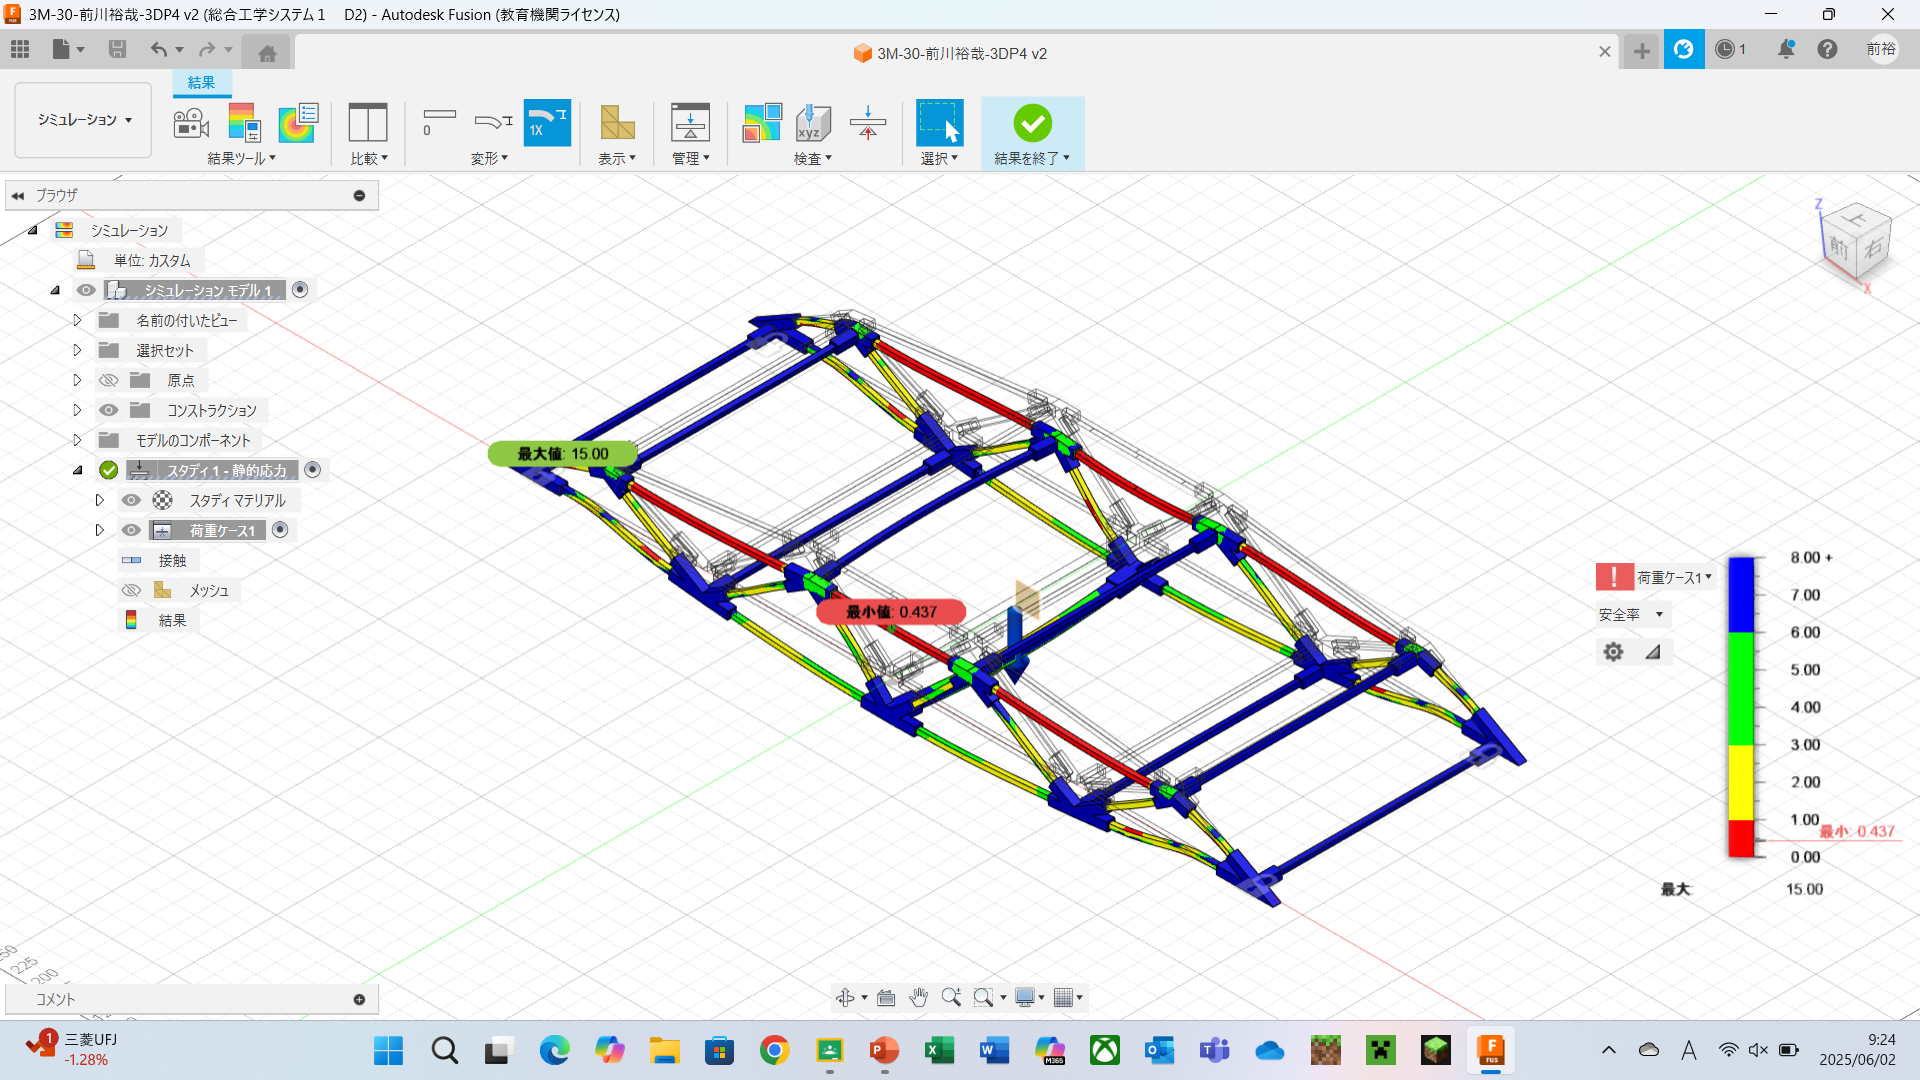 3M-30-前川裕哉-3DP4 v2 (総合工学システム１　D2) - Autodesk Fusion (教育機関ライセンス)
3M-30-前川裕哉-3DP4 v2
1
前裕
シミュレーション
結果
0
1X
xyz
結果ツール
比較
変形
表示
管理
検査
選択
結果を終了
ブラウザ
シミュレーション
単位: カスタム
シミュレーション モデル 1
名前の付いたビュー
選択セット
原点
コンストラクション
モデルのコンポーネント
スタディ 1 - 静的応力
スタディ マテリアル
荷重ケース1
接触
メッシュ
結果
コメント
最大値: 15.00
最小値: 0.437
Z
上
前
右
X
荷重ケース1
安全率
8.00 +
7.00
6.00
5.00
4.00
3.00
2.00
1.00
最小: 0.437
0.00
最大:
15.00
225
200
1
三菱UFJ
-1.28%
M365
FUS
A
9:24
2025/06/02